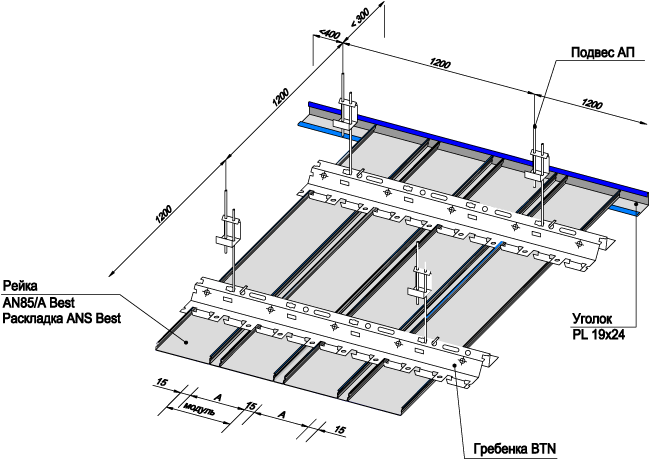 <400
<300
1200
1200
1200
1200
Подвес АП
Рейка
AN85/A Best
Раскладка ANS Best
Уголок
PL 19x24
15
А
модуль
15
А
15
Гребенка BTN